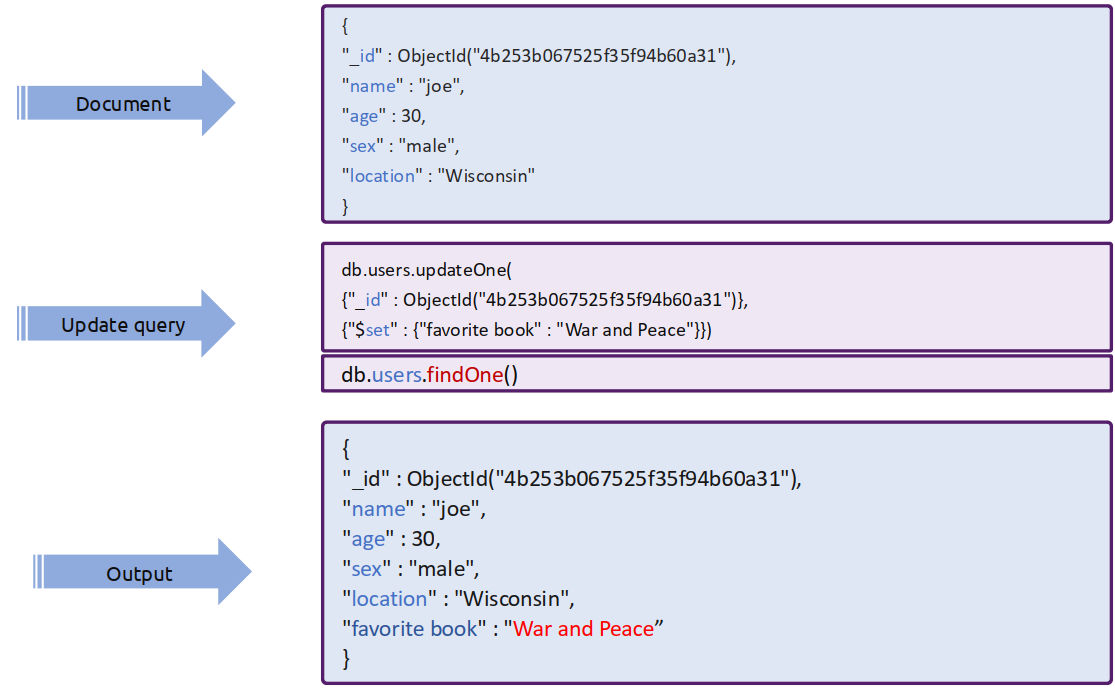 Document
{
"_id" : ObjectId("4b253b067525f35f94b60a31"),
"name" : "joe",
"age" : 30,
"sex" : "male",
"location" : "Wisconsin"
}
Update query
db.users.updateOne(
{"_id" : ObjectId("4b253b067525f35f94b60a31")},
{"$set" : {"favorite book" : "War and Peace"}})
db.users.findOne()
Output
{
"_id" : ObjectId("4b253b067525f35f94b60a31"),
"name" : "joe",
"age" : 30,
"sex" : "male",
"location" : "Wisconsin",
"favorite book" : "War and Peace”
}